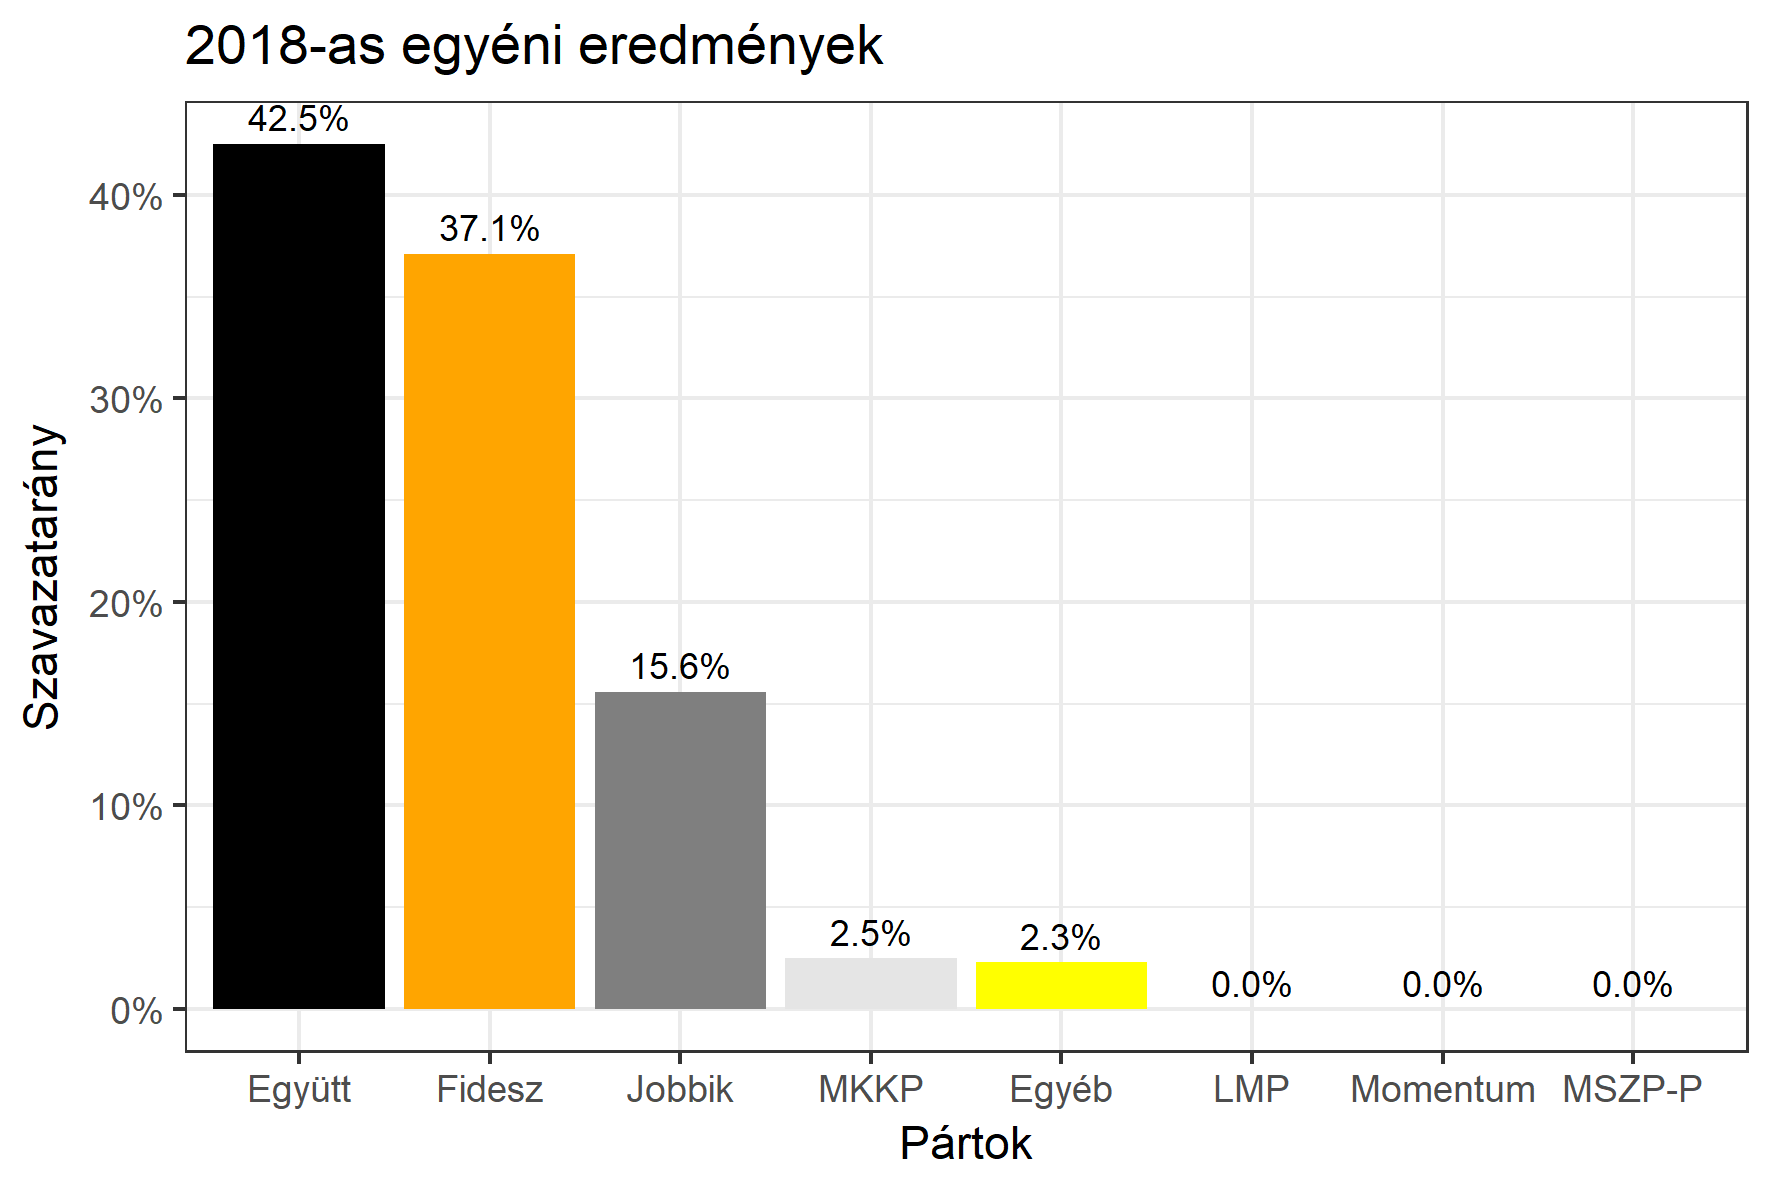 2018-as egyéni eredmények
42.5%
37.1%
15.6%
2.5%
2.3%
0.0%
0.0%
0.0%
40%
30%
20%
10%
0%
Szavazatarány
Együtt
Fidesz
Jobbik
MKKP
Egyéb
LMP
Momentum
MSZP-P
Pártok